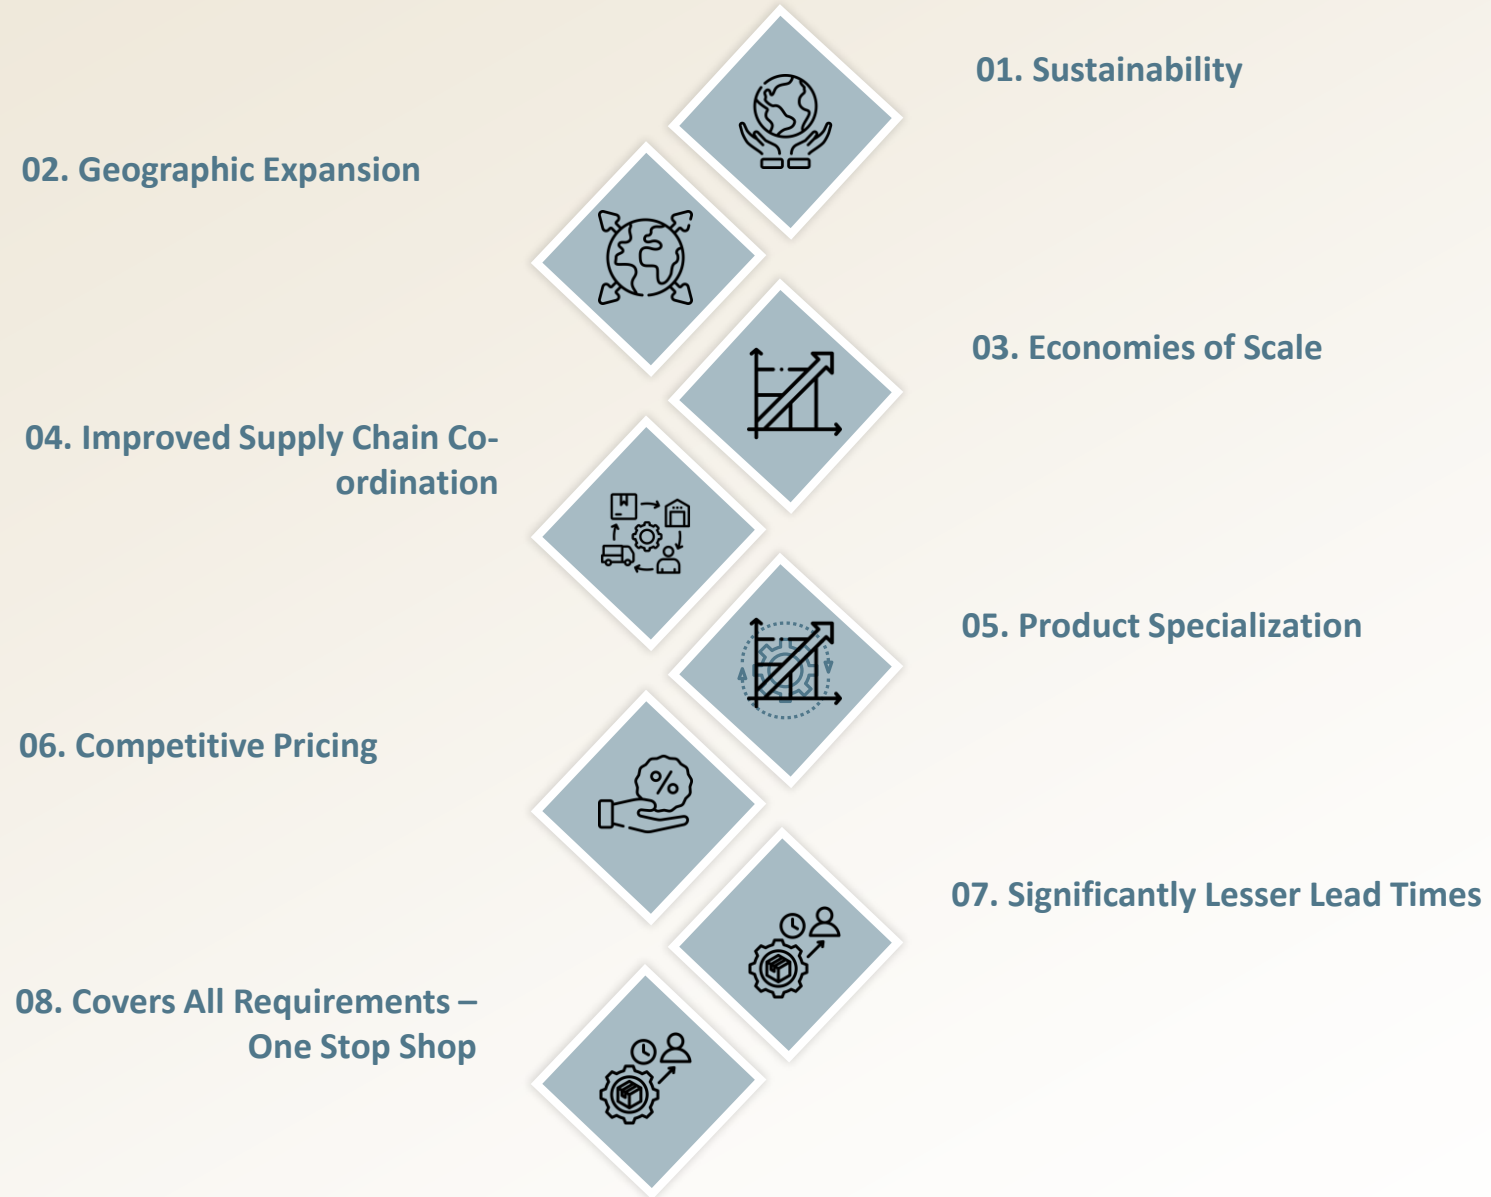 01. Sustainability
02. Geographic Expansion
03. Economies of Scale
04. Improved Supply Chain Co-
ordination
05. Product Specialization
06. Competitive Pricing
07. Significantly Lesser Lead Times
08. Covers All Requirements –
One Stop Shop